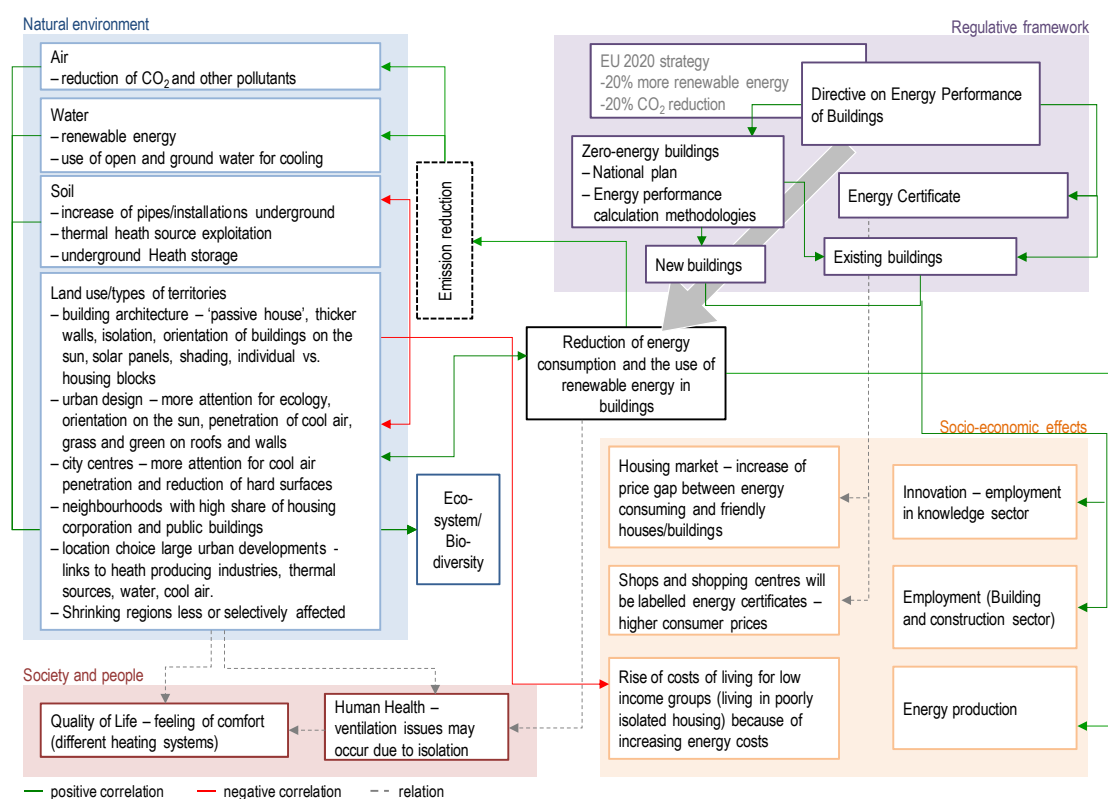 Natural environment
Air
– reduction of CO2 and other pollutants
Water
– renewable energy
– use of open and ground water for cooling
Soil
– increase of pipes/installations underground
– thermal heath source exploitation
– underground Heath storage
Land use/types of territories
– building architecture – ‘passive house’, thicker
walls, isolation, orientation of buildings on the
sun, solar panels, shading, individual vs.
housing blocks
– urban design – more attention for ecology,
orientation on the sun, penetration of cool air,
grass and green on roofs and walls
– city centres – more attention for cool air
penetration and reduction of hard surfaces
– neighbourhoods with high share of housing
corporation and public buildings
– location choice large urban developments -
links to heath producing industries, thermal
sources, water, cool air.
– Shrinking regions less or selectively affected
Emission reduction
Eco-
system/
Bio-
diversity
Regulative framework
EU 2020 strategy
-20% more renewable energy
-20% CO2 reduction
Directive on Energy Performance
of Buildings
Zero-energy buildings
– National plan
– Energy performance
calculation methodologies
Energy Certificate
New buildings
Existing buildings
Reduction of energy
consumption and the use of
renewable energy in
buildings
Socio-economic effects
Housing market – increase of
price gap between energy
consuming and friendly
houses/buildings
Innovation – employment
in knowledge sector
Shops and shopping centres will
be labelled energy certificates –
higher consumer prices
Employment (Building
and construction sector)
Rise of costs of living for low
income groups (living in poorly
isolated housing) because of
increasing energy costs
Energy production
Society and people
Quality of Life – feeling of comfort
(different heating systems)
Human Health –
ventilation issues may
occur due to isolation
positive correlation
negative correlation
relation